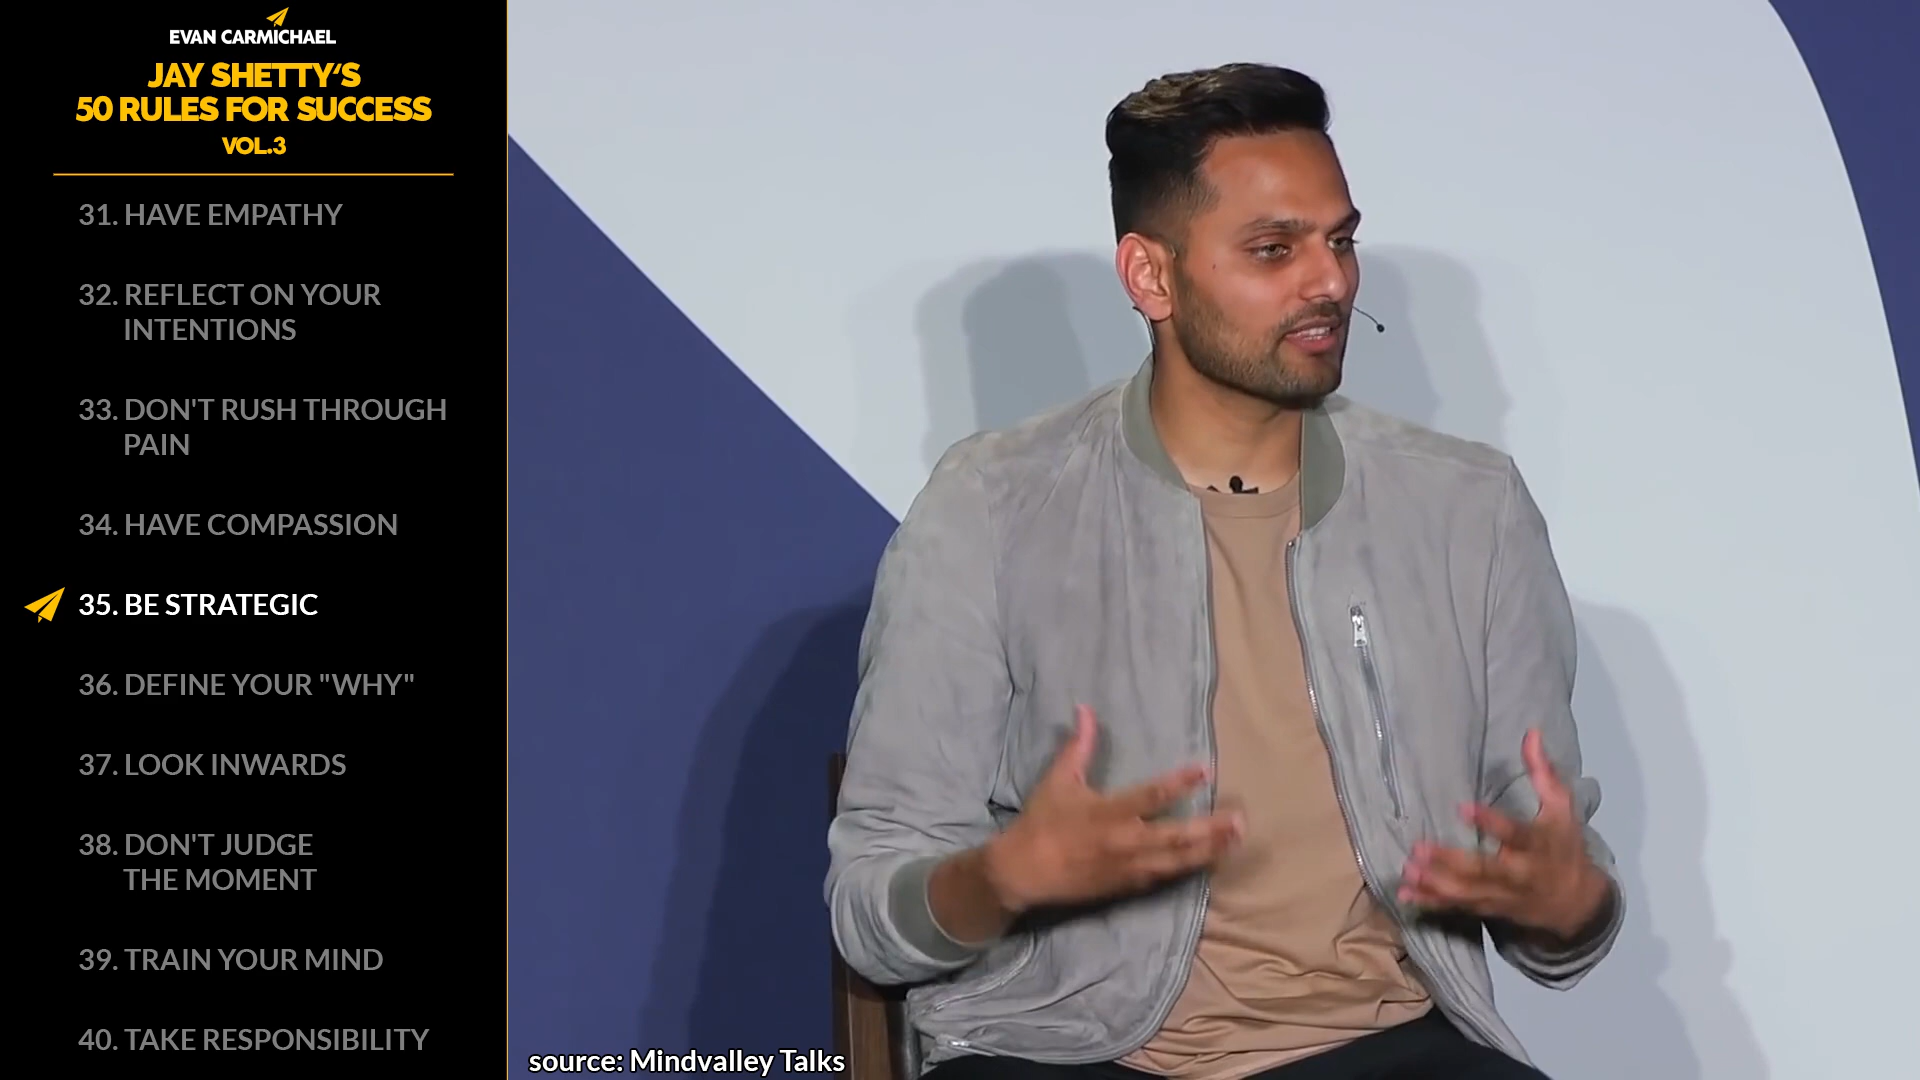 EVAN CARMICHAEL
JAY SHETTY‘S
50 RULES FOR SUCCESS
VOL.3
31. HAVE EMPATHY
32. REFLECT ON YOUR
INTENTIONS
33. DON'T RUSH THROUGH
PAIN
34. HAVE COMPASSION
35. BE STRATEGIC
36. DEFINE YOUR "WHY"
37. LOOK INWARDS
38. DON'T JUDGE
THE MOMENT
39. TRAIN YOUR MIND
40. TAKE RESPONSIBILITY
source: Mindvalley Talks